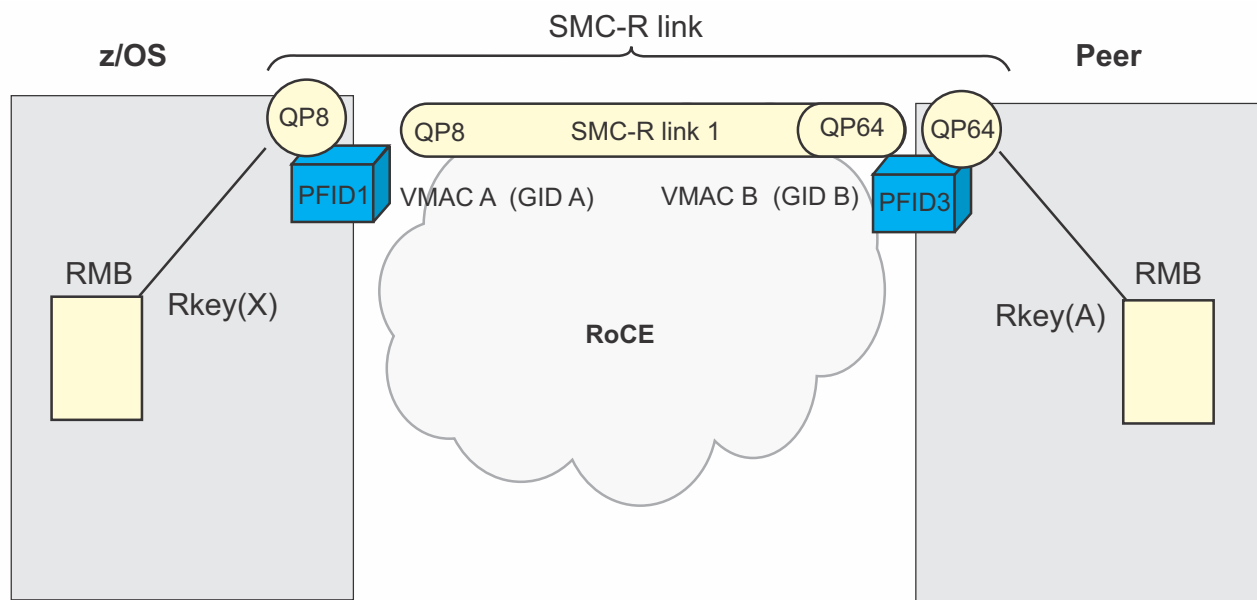 SMC-R link
z/OS
Peer
QP8
QP8
SMC-R link 1
QP64
QP64
PFID1
VMAC A (GID A)
VMAC B (GID B)
PFID3
RMB
RMB
Rkey(X)
Rkey(A)
RoCE